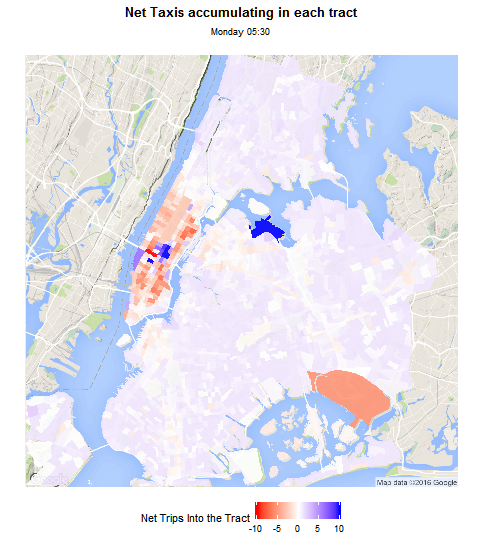 Net Taxis accumulating in each tract
Monday 05:30
Map data ©2016 Google
Net Trips Into the Tract
-10 -5 0 5 10